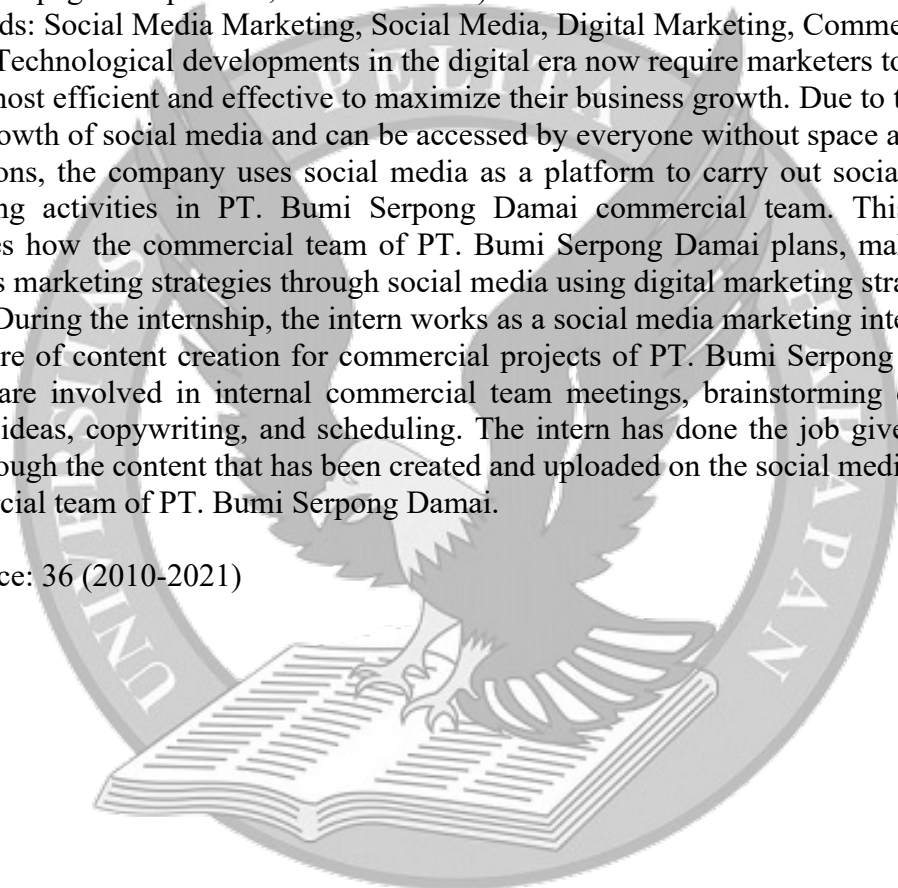 ds: Social Media Marketing, Social Media, Digital Marketing, Comme
Technological developments in the digital era now require marketers to
most efficient and effective to maximize their business growth. Due to t
owth of social media and can be accessed by everyone without space a
ons, the company uses social media as a platform to carry out social
ng activities in PT. Bumi Serpong Damai commercial team. This
es how the commercial team of PT. Bumi Serpong Damai plans, mak
s marketing strategies through social media using digital marketing stra
During the internship, the intern works as a social media marketing inte
re of content creation for commercial projects of PT. Bumi Serpong
are involved in internal commercial team meetings, brainstorming
ideas, copywriting, and scheduling. The intern has done the job give
ough the content that has been created and uploaded on the social medi
rcial team of PT. Bumi Serpong Damai.
ce: 36 (2010-2021)
UNIVERSITAS
PELITA
HARAPAN